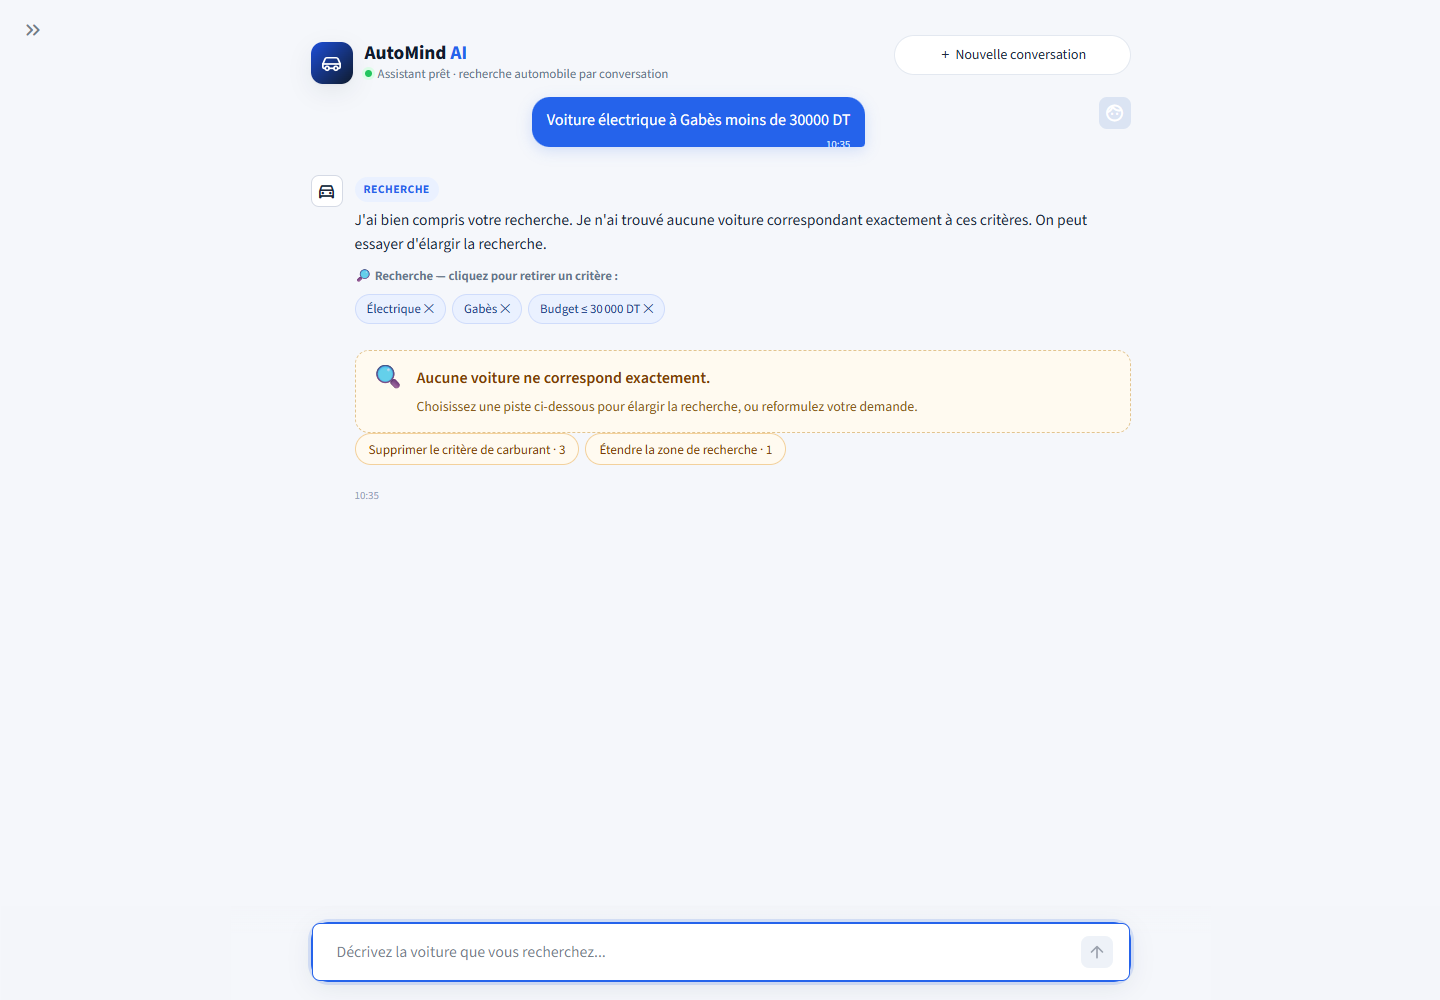 AutoMind AI
+ Nouvelle conversation
Assistant prêt · recherche automobile par conversation
Voiture électrique à Gabès moins de 30000 DT
10:35
RECHERCHE
J'ai bien compris votre recherche. Je n'ai trouvé aucune voiture correspondant exactement à ces critères. On peut
essayer d'élargir la recherche.
🔎 Recherche — cliquez pour retirer un critère :
Électrique ✕ Gabès ✕ Budget ≤ 30 000 DT ✕
Aucune voiture ne correspond exactement.
Choisissez une piste ci-dessous pour élargir la recherche, ou reformulez votre demande.
Supprimer le critère de carburant · 3 Étendre la zone de recherche · 1
10:35
Décrivez la voiture que vous recherchez...